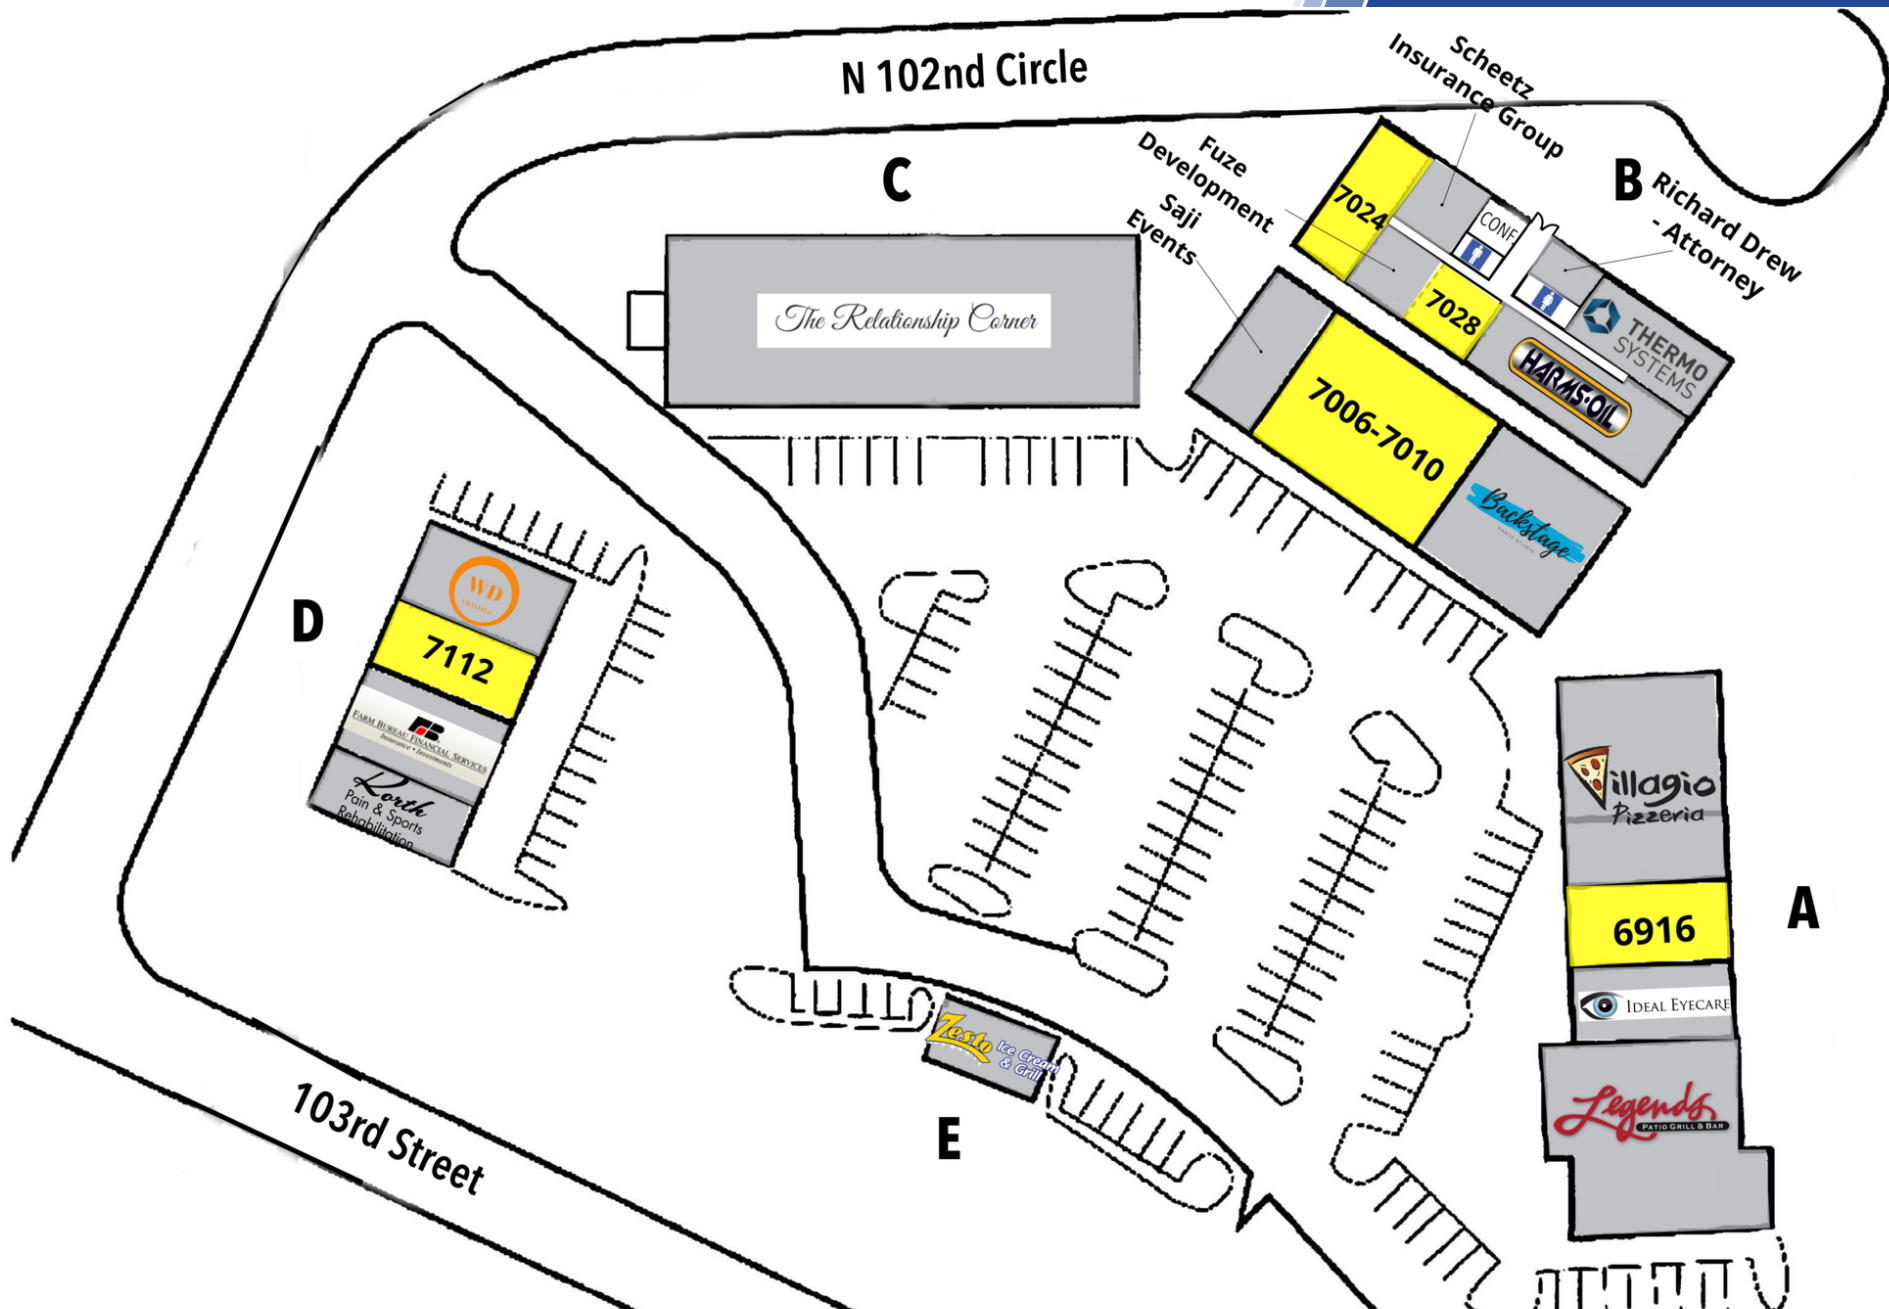 N 102nd Circle
Scheetz
Insurance Group
Fuze
Development
Saji
Events
C
B
Richard Drew
- Attorney
7024
CONF.
7028
THERMO
SYSTEMS
HARMS OIL
The Relationship Corner
7006-7010
Backstage
D
WD
7112
FARM BUREAU FINANCIAL SERVICES
Insurance • Investments
Korth
Pain & Sports
Rehabilitation
Villagio
Pizzeria
6916
A
IDEAL EYECARE
Zesto
Ice Cream
& Grill
E
Legends
PATIO GRILL & BAR
103rd Street